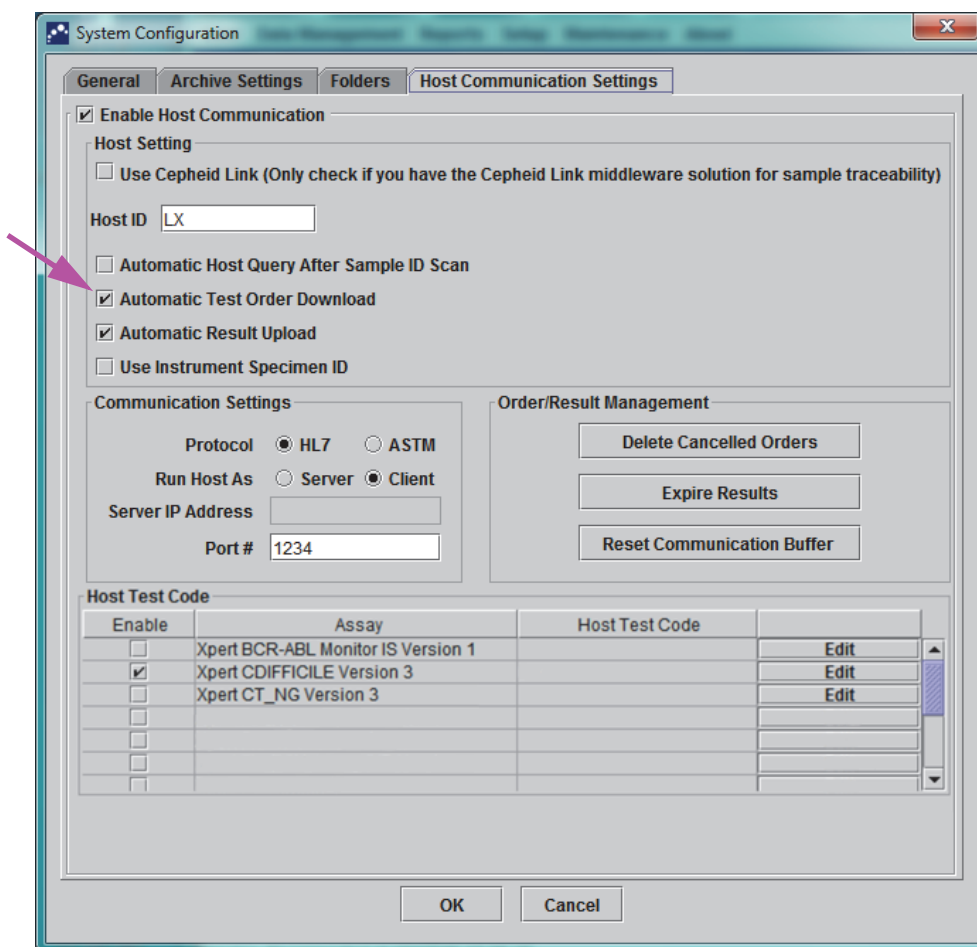 System Configuration
General Archive Settings Folders Host Communication Settings
Enable Host Communication
Host Setting
Use Cepheid Link (Only check if you have the Cepheid Link middleware solution for sample traceability)
Host ID LX
Automatic Host Query After Sample ID Scan
Automatic Test Order Download
Automatic Result Upload
Use Instrument Specimen ID
Communication Settings
Protocol HL7 ASTM
Run Host As Server Client
Server IP Address
Port # 1234
Order/Result Management
Delete Cancelled Orders
Expire Results
Reset Communication Buffer
Host Test Code
Enable Assay Host Test Code
Xpert BCR-ABL Monitor IS Version 1 Edit
Xpert CDIFFICILE Version 3 Edit
Xpert CT_NG Version 3 Edit
OK Cancel